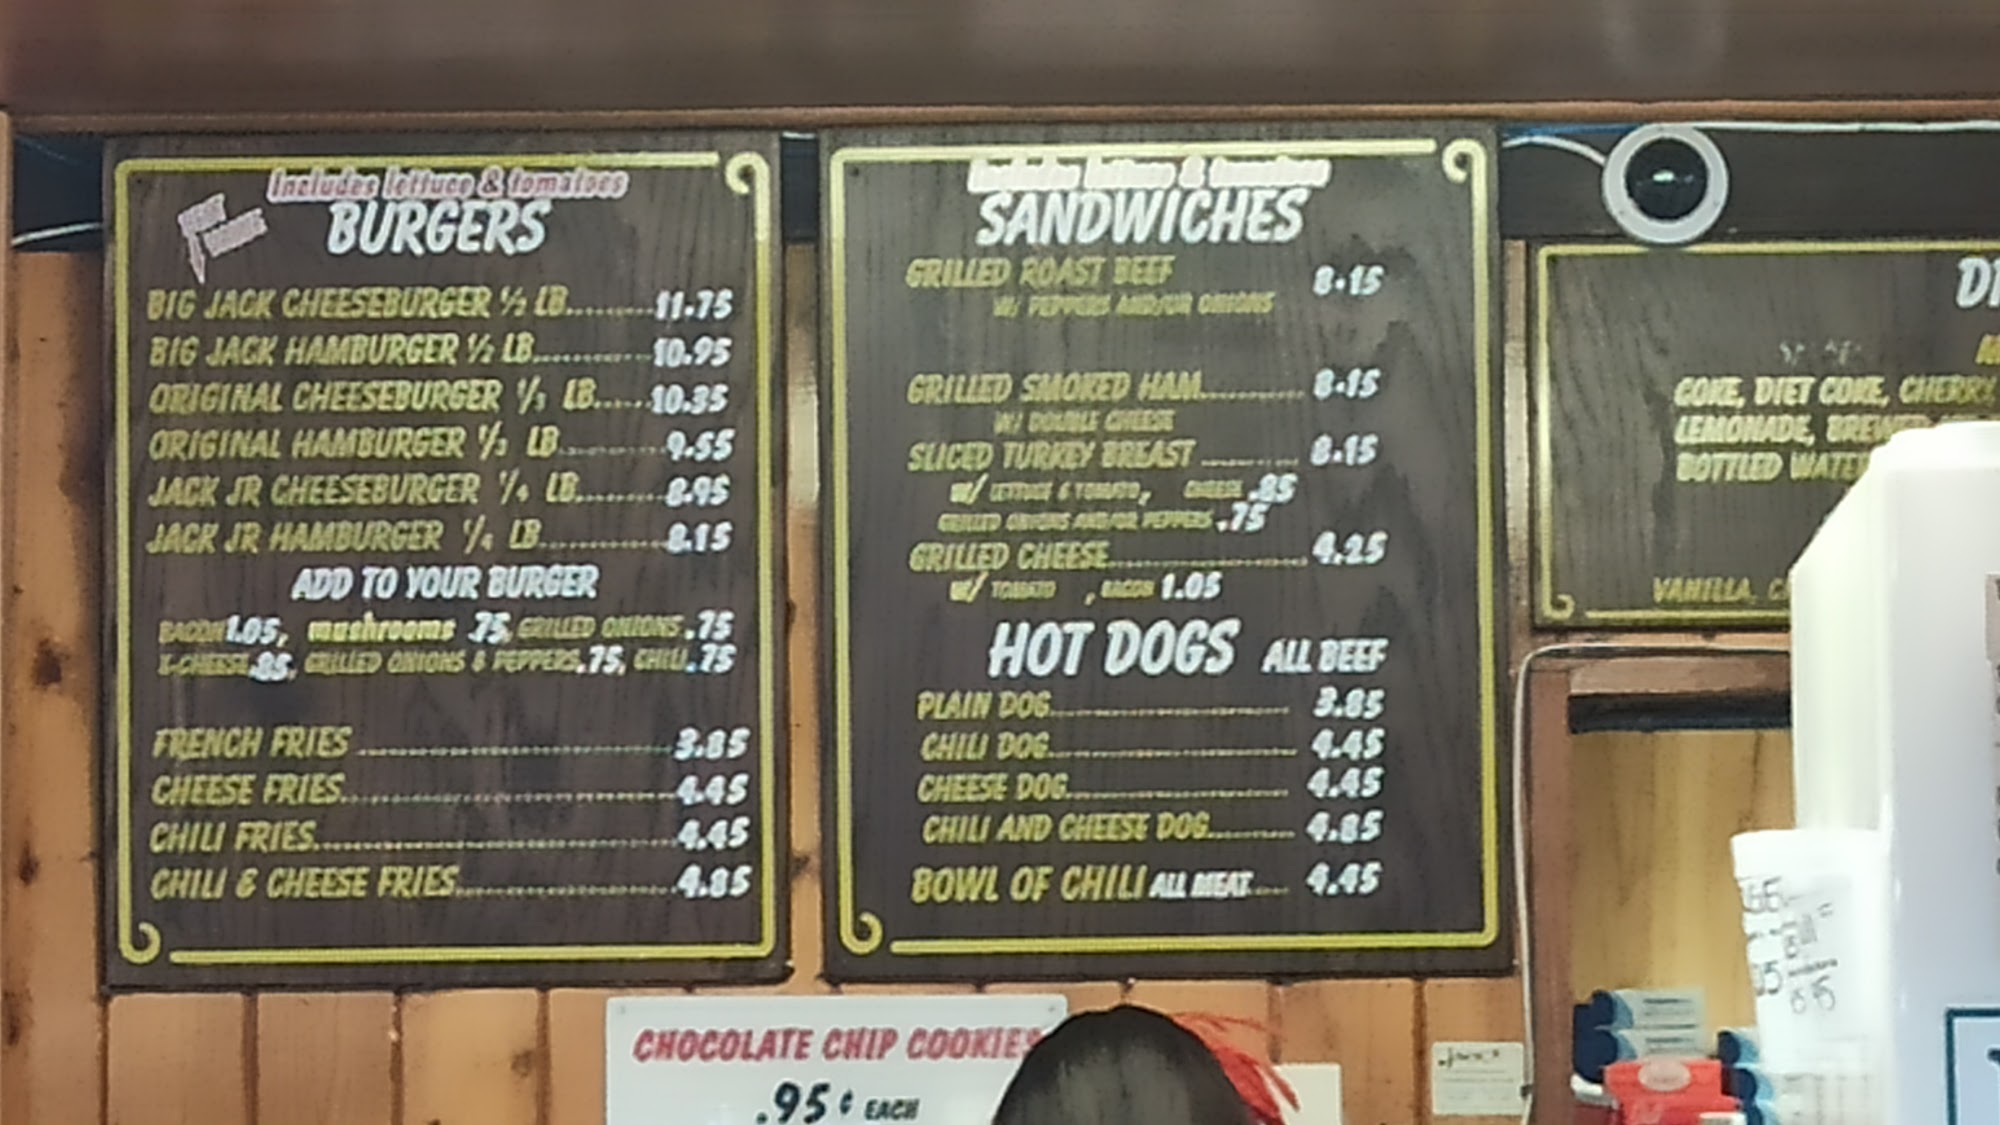 Includes lettuce & tomatoes
BURGERS
BIG JACK CHEESEBURGER ½ LB........11.75
BIG JACK HAMBURGER ½ LB...........10.95
ORIGINAL CHEESEBURGER ⅓ LB.....10.35
ORIGINAL HAMBURGER ⅓ LB..........9.55
JACK JR CHEESEBURGER ¼ LB........8.95
JACK JR HAMBURGER ¼ LB...........8.15
ADD TO YOUR BURGER
BACON 1.05, mushrooms .75, GRILLED ONIONS .75
X-CHEESE .85, GRILLED ONIONS & PEPPERS .75, CHILI .75
FRENCH FRIES ........................3.85
CHEESE FRIES........................4.45
CHILI FRIES...........................4.45
CHILI & CHEESE FRIES................4.85
Includes lettuce & tomatoes
SANDWICHES
GRILLED ROAST BEEF 8.15
W/ PEPPERS AND/OR ONIONS
GRILLED SMOKED HAM.......... 8.15
W/ DOUBLE CHEESE
SLICED TURKEY BREAST .......... 8.15
W/ LETTUCE & TOMATO, CHEESE .85
GRILLED ONIONS AND/OR PEPPERS .75
GRILLED CHEESE.................... 4.25
W/ TOMATO , BACON 1.05
HOT DOGS ALL BEEF
PLAIN DOG........................ 3.85
CHILI DOG........................ 4.45
CHEESE DOG...................... 4.45
CHILI AND CHEESE DOG......... 4.85
BOWL OF CHILI ALL MEAT..... 4.45
COKE, DIET COKE, CHERRY
LEMONADE,
BOTTLED WATER
VANILLA,
CHOCOLATE CHIP COOKIES
.95¢ EACH